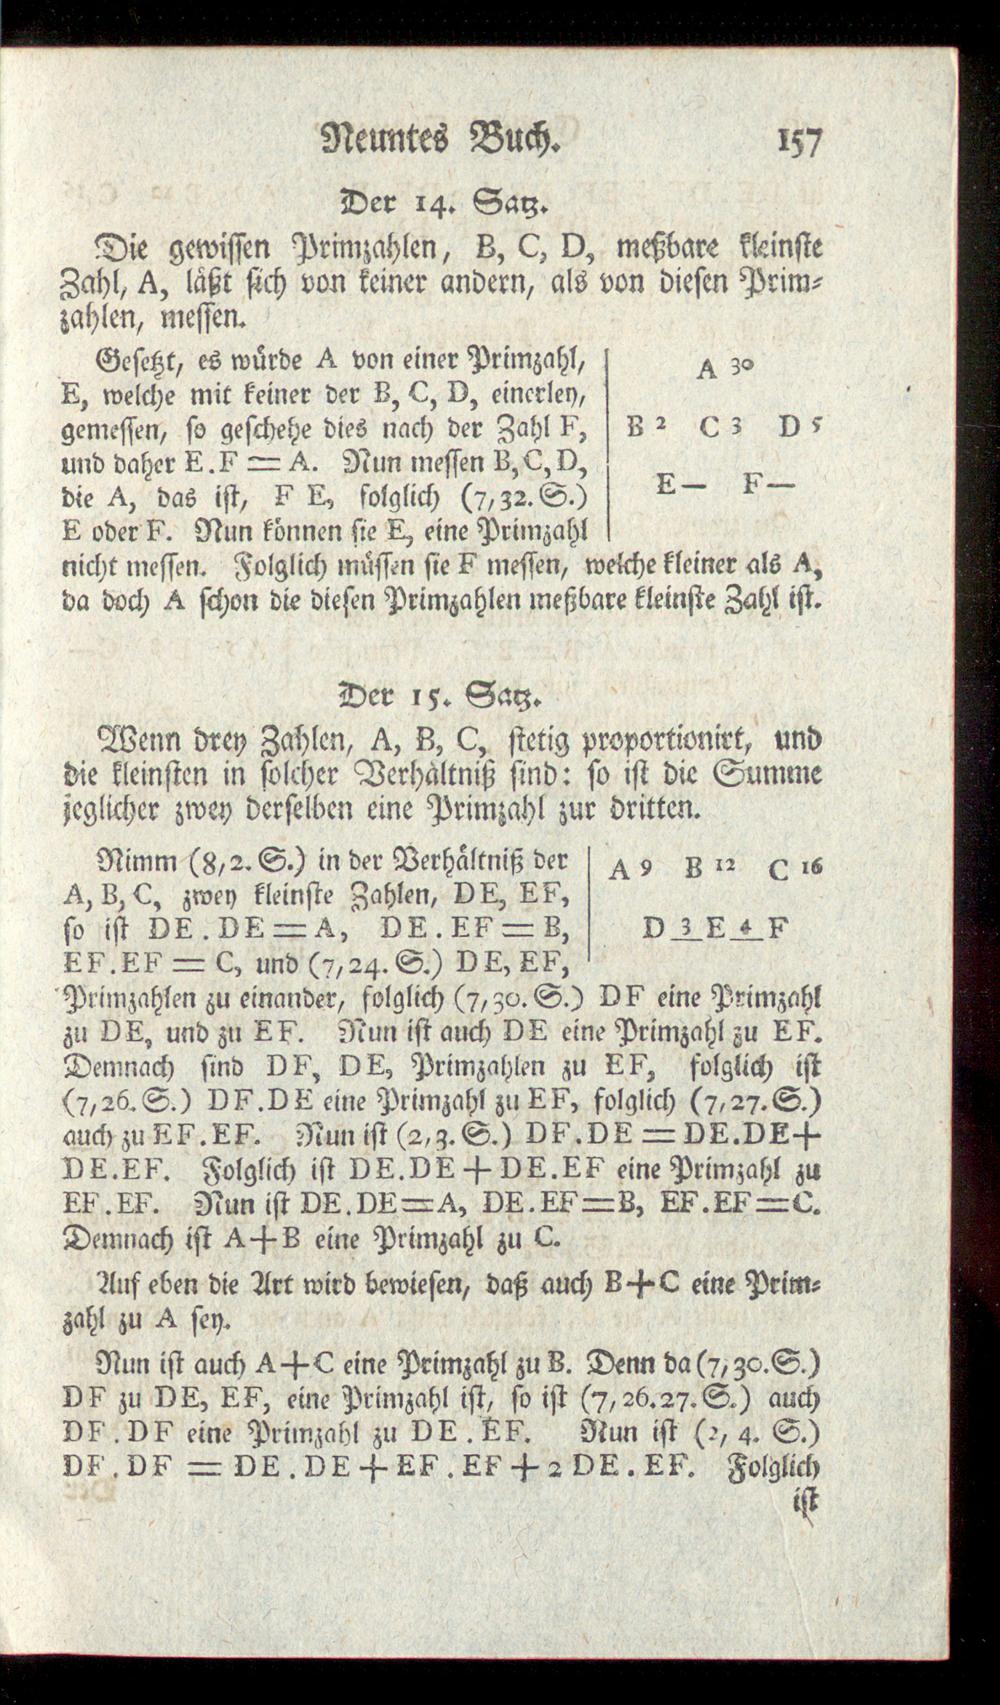 Neuntes Buch. 157
Der 14. Satz.
Die gewissen Primzahlen, B, C, D, meßbare kleinste
Zahl, A, läßt sich von keiner andern, als von diesen Prim-
zahlen, messen.
Gesetzt, es würde A von einer Primzahl,
E, welche mit keiner der B, C, D, einerley,
gemessen, so geschehe dies nach der Zahl F,
und daher E.F = A. Nun messen B, C, D,
die A, das ist, F E, folglich (7,32. S.)
E oder F. Nun können sie E, eine Primzahl
A 30
B 2 C 3 D 5
E— F—
nicht messen. Folglich müssen sie F messen, welche kleiner als A,
da doch A schon die diesen Primzahlen meßbare kleinste Zahl ist.
Der 15. Satz.
Wenn drey Zahlen, A, B, C, stetig proportionirt, und
die kleinsten in solcher Verhältniß sind: so ist die Summe
jeglicher zwey derselben eine Primzahl zur dritten.
Nimm (8,2. S.) in der Verhältniß der
A, B, C, zwey kleinste Zahlen, DE, EF,
so ist DE.DE = A, DE.EF = B,
EF.EF = C, und (7,24. S.) DE, EF,
A 9 B 12 C 16
D 3 E 4 F
Primzahlen zu einander, folglich (7,30. S.) DF eine Primzahl
zu DE, und zu EF. Nun ist auch DE eine Primzahl zu EF.
Demnach sind DF, DE, Primzahlen zu EF, folglich ist
(7,26. S.) DF.DE eine Primzahl zu EF, folglich (7,27. S.)
auch zu EF.EF. Nun ist (2,3. S.) DF.DE = DE.DE +
DE.EF. Folglich ist DE.DE + DE.EF eine Primzahl zu
EF.EF. Nun ist DE.DE = A, DE.EF = B, EF.EF = C.
Demnach ist A + B eine Primzahl zu C.
Auf eben die Art wird bewiesen, daß auch B + C eine Prim-
zahl zu A sey.
Nun ist auch A + C eine Primzahl zu B. Denn da (7,30. S.)
DF zu DE, EF, eine Primzahl ist, so ist (7,26.27. S.) auch
DF.DF eine Primzahl zu DE.EF. Nun ist (2, 4. S.)
DF.DF = DE.DE + EF.EF + 2 DE.EF. Folglich
ist